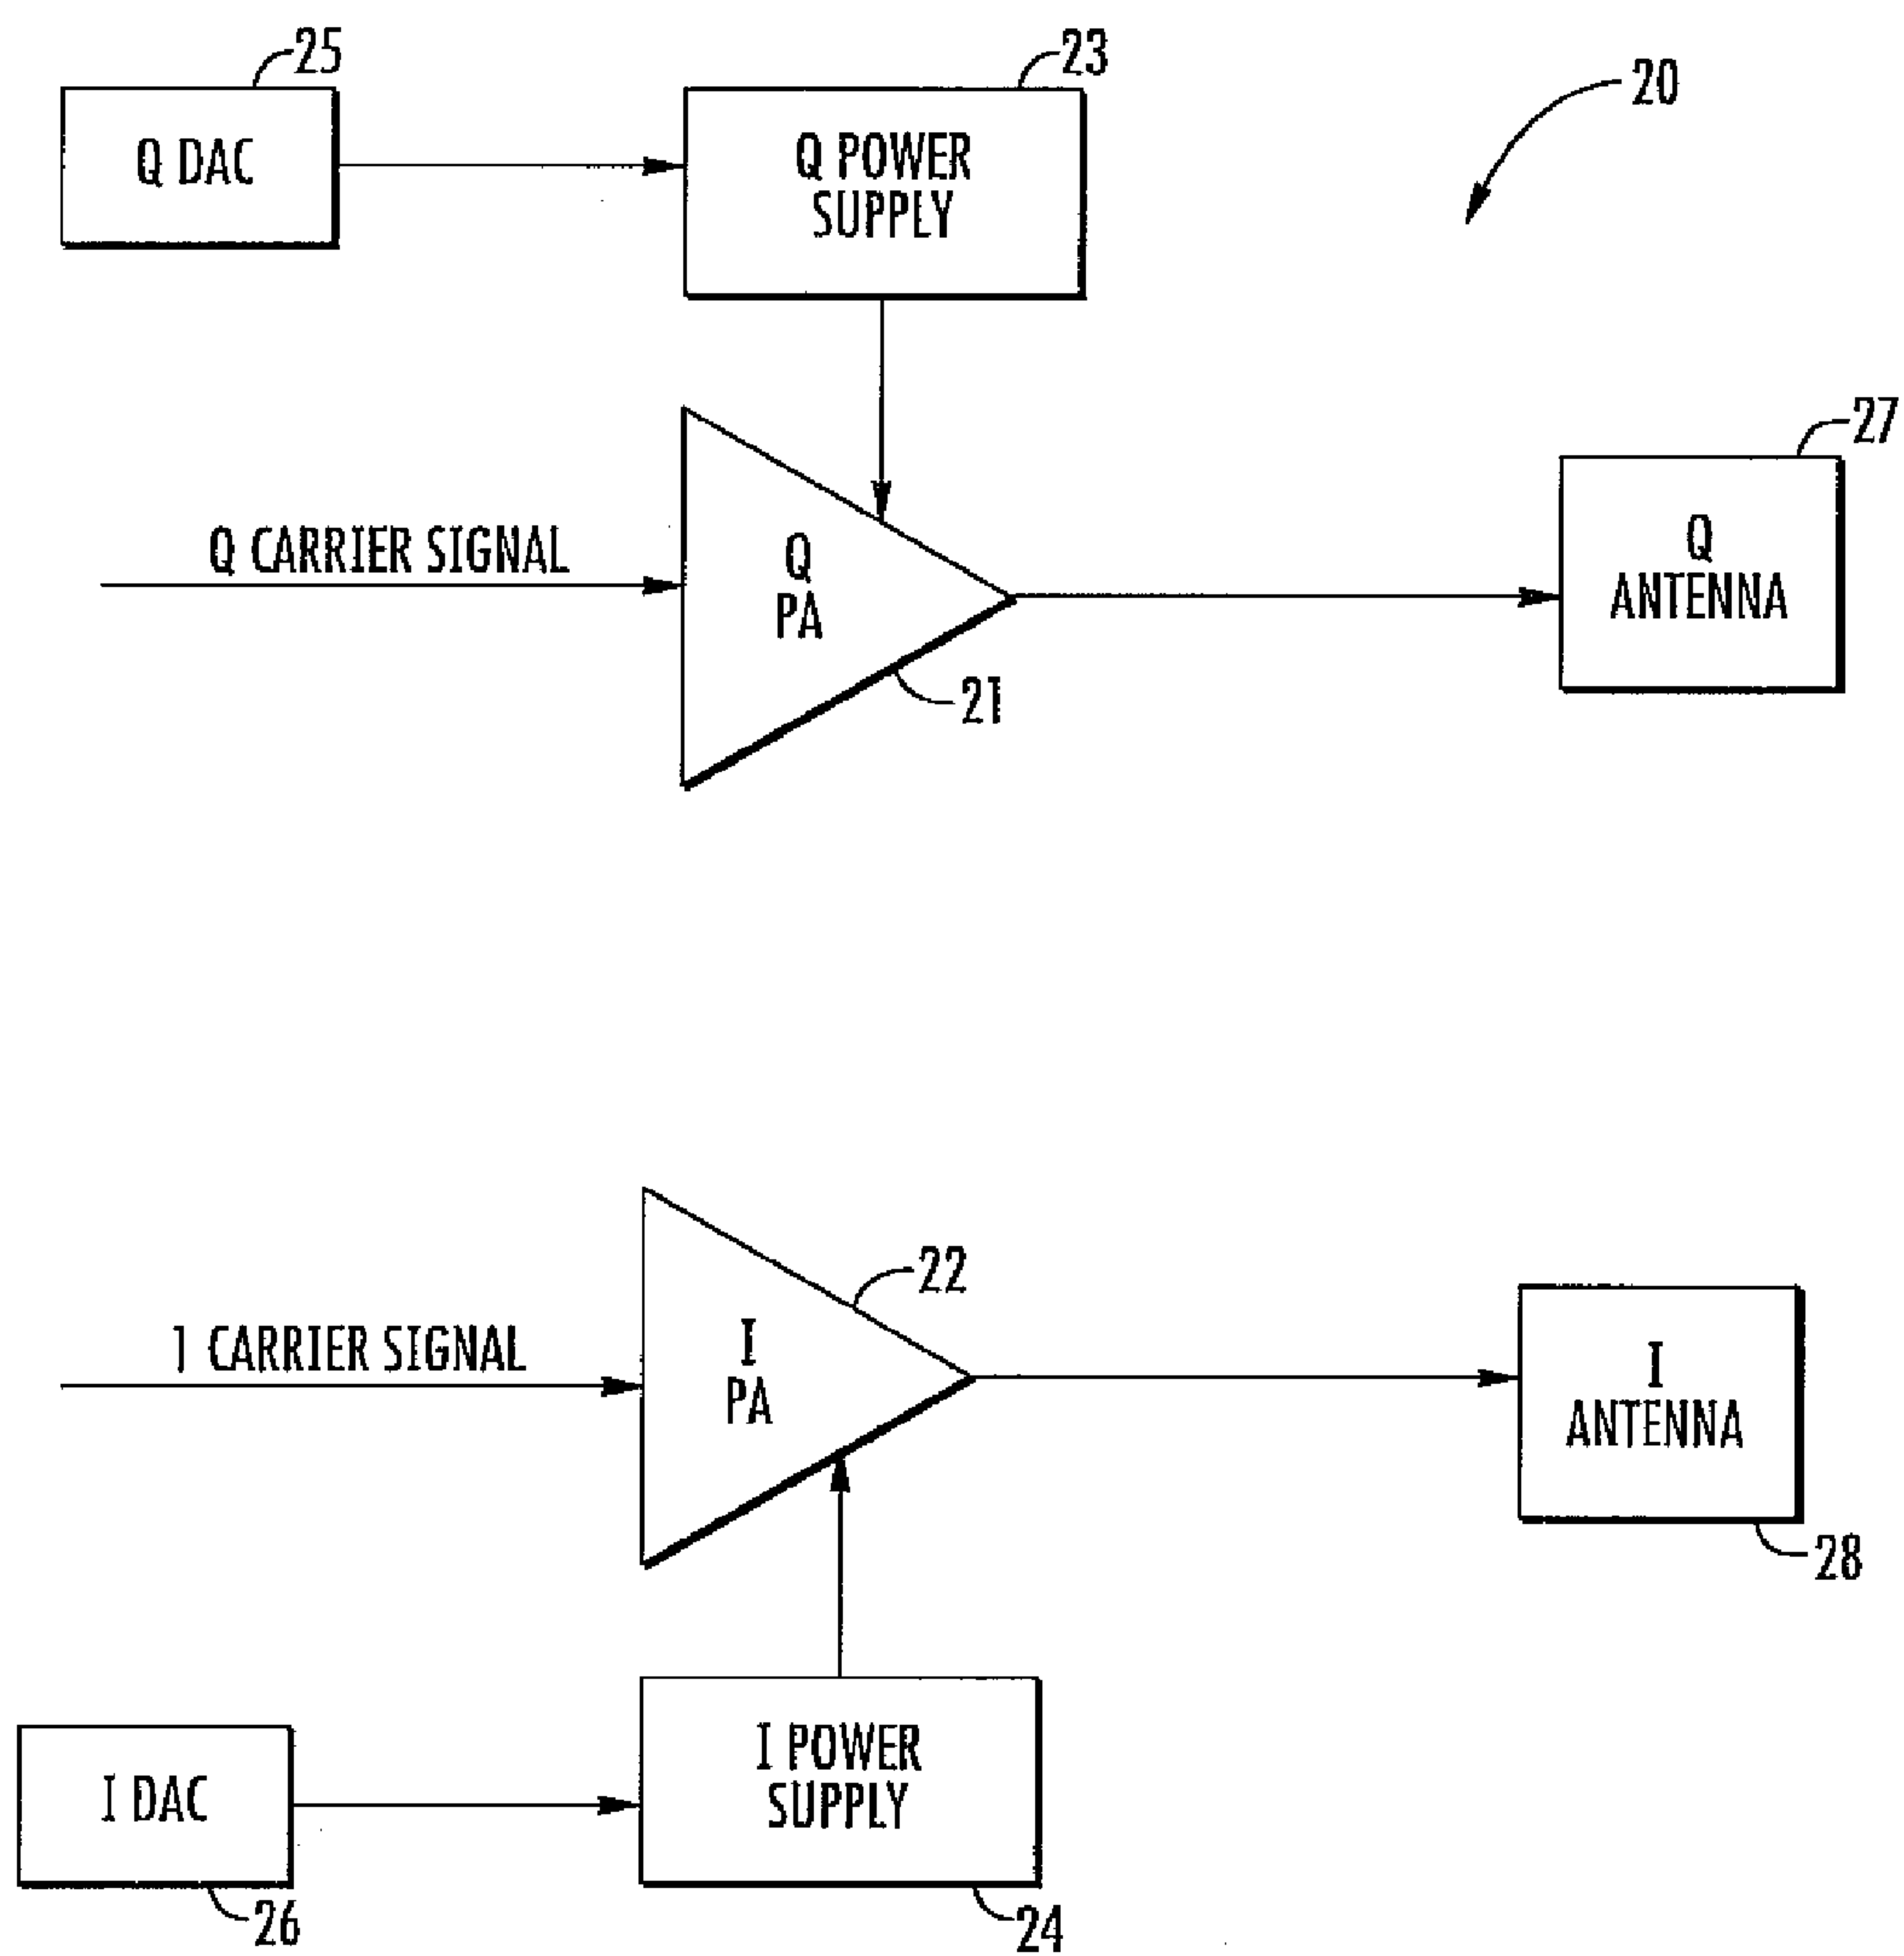 25
23
20
Q DAC
Q POWER
SUPPLY
27
Q CARRIER SIGNAL
Q
PA
Q
ANTENNA
21
22
I CARRIER SIGNAL
I
PA
I
ANTENNA
28
I DAC
I POWER
SUPPLY
26
24